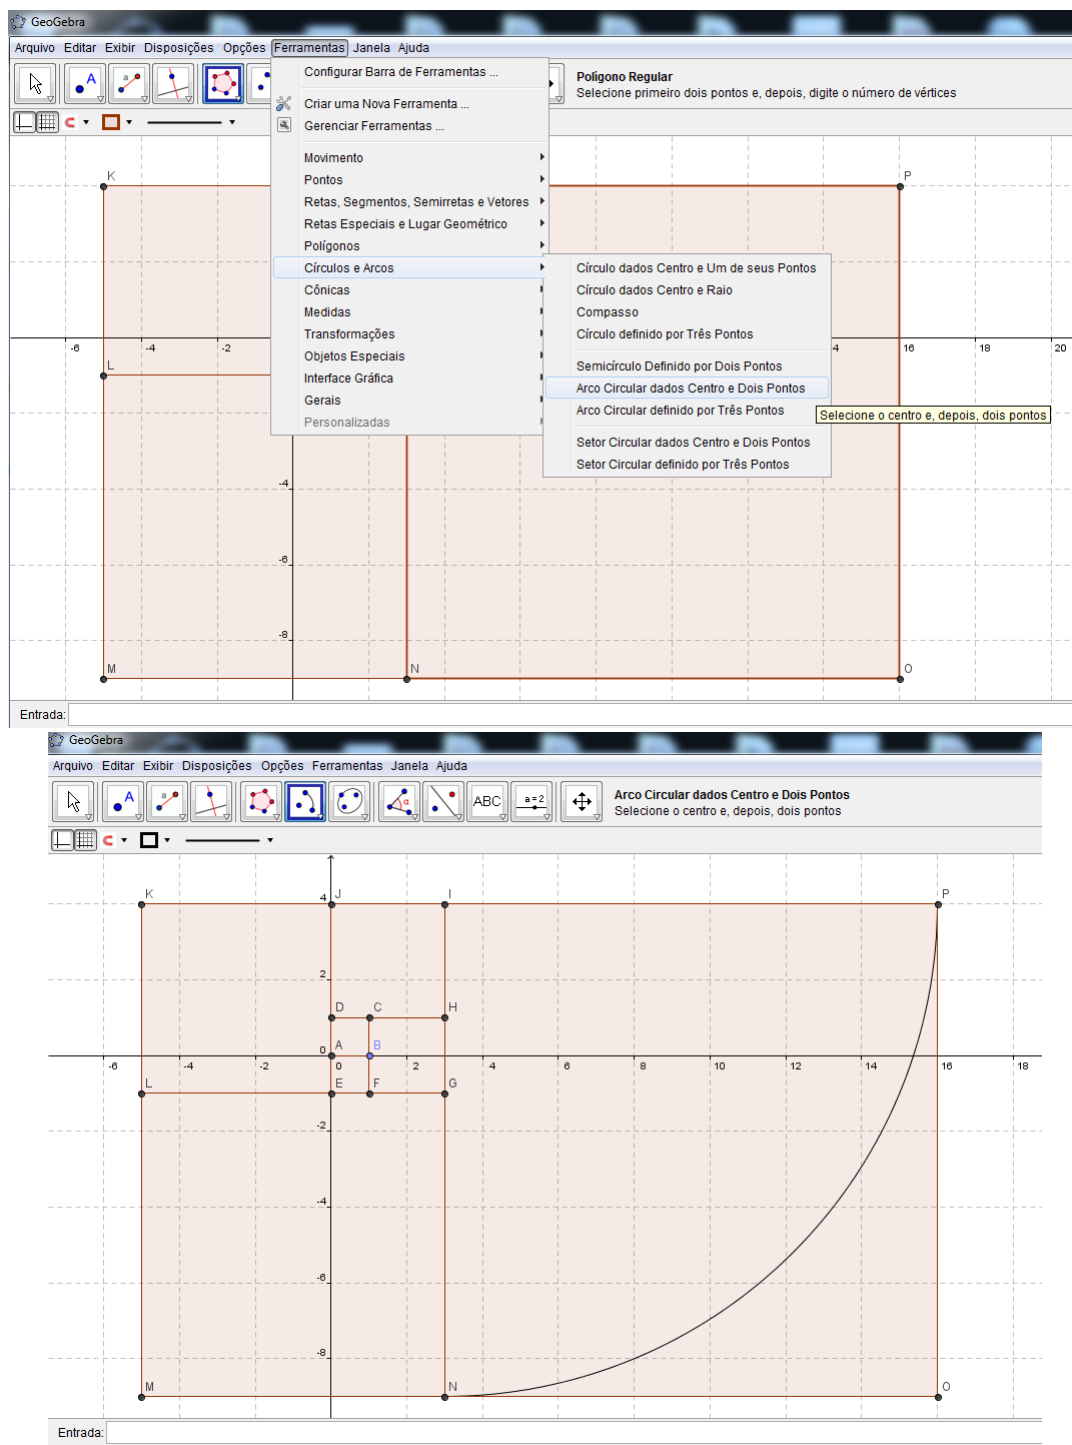 GeoGebra
Arquivo Editar Exibir Disposições Opções Ferramentas Janela Ajuda
Polígono Regular
Selecione primeiro dois pontos e, depois, digite o número de vértices
Configurar Barra de Ferramentas ...
Criar uma Nova Ferramenta ...
Gerenciar Ferramentas ...
Movimento
Pontos
Retas, Segmentos, Semirretas e Vetores
Retas Especiais e Lugar Geométrico
Polígonos
Círculos e Arcos
Cônicas
Medidas
Transformações
Objetos Especiais
Interface Gráfica
Gerais
Personalizadas
Círculo dados Centro e Um de seus Pontos
Círculo dados Centro e Raio
Compasso
Círculo definido por Três Pontos
Semicírculo Definido por Dois Pontos
Arco Circular dados Centro e Dois Pontos
Arco Circular definido por Três Pontos
Selecione o centro e, depois, dois pontos
Setor Circular dados Centro e Dois Pontos
Setor Circular definido por Três Pontos
K P
-6 -4 -2 4 16 18 20
L
-4
-6
-8
M N O
Entrada:
GeoGebra
Arquivo Editar Exibir Disposições Opções Ferramentas Janela Ajuda
ABC a=2
Arco Circular dados Centro e Dois Pontos
Selecione o centro e, depois, dois pontos
K J I P
4
2
D C H
0 A B
-6 -4 -2 0 2 4 6 8 10 12 14 16 18
L E F G
-2
-4
-6
-8
M N O
Entrada: